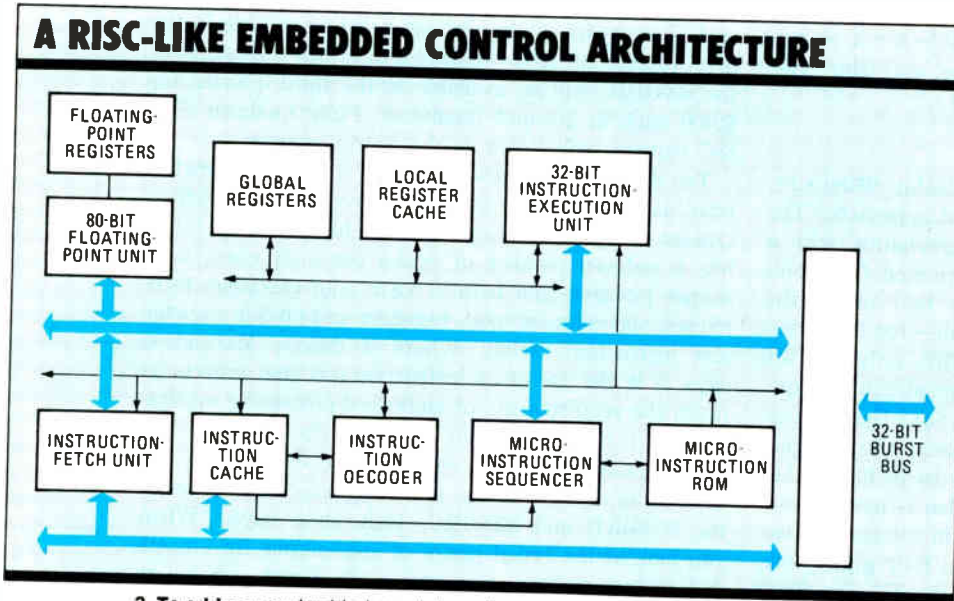 A RISC-LIKE EMBEDDED CONTROL ARCHITECTURE
FLOATING-
POINT
REGISTERS
80-BIT
FLOATING-
POINT UNIT
GLOBAL
REGISTERS
LOCAL
REGISTER
CACHE
32-BIT
INSTRUCTION-
EXECUTION
UNIT
INSTRUCTION-
FETCH UNIT
INSTRUC-
TION
CACHE
INSTRUC-
TION
DECODER
MICRO-
INSTRUCTION
SEQUENCER
MICRO-
INSTRUCTION
ROM
32-BIT
BURST
BUS